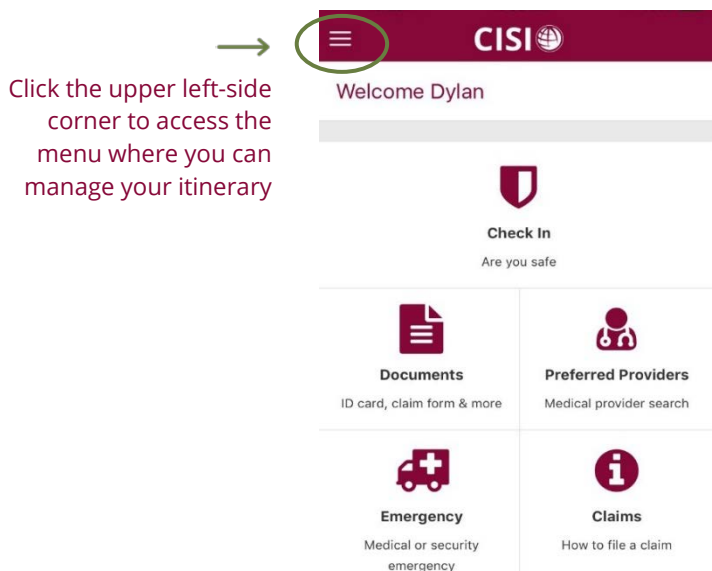 CISI
Click the upper left-side
corner to access the
menu where you can
manage your itinerary
Welcome Dylan
Check In
Are you safe
Documents
ID card, claim form & more
Preferred Providers
Medical provider search
Emergency
Medical or security
emergency
Claims
How to file a claim